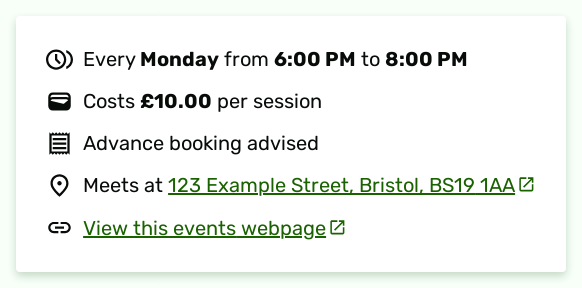 Every Monday from 6:00 PM to 8:00 PM
Costs £10.00 per session
Advance booking advised
Meets at 123 Example Street, Bristol, BS19 1AA
View this events webpage